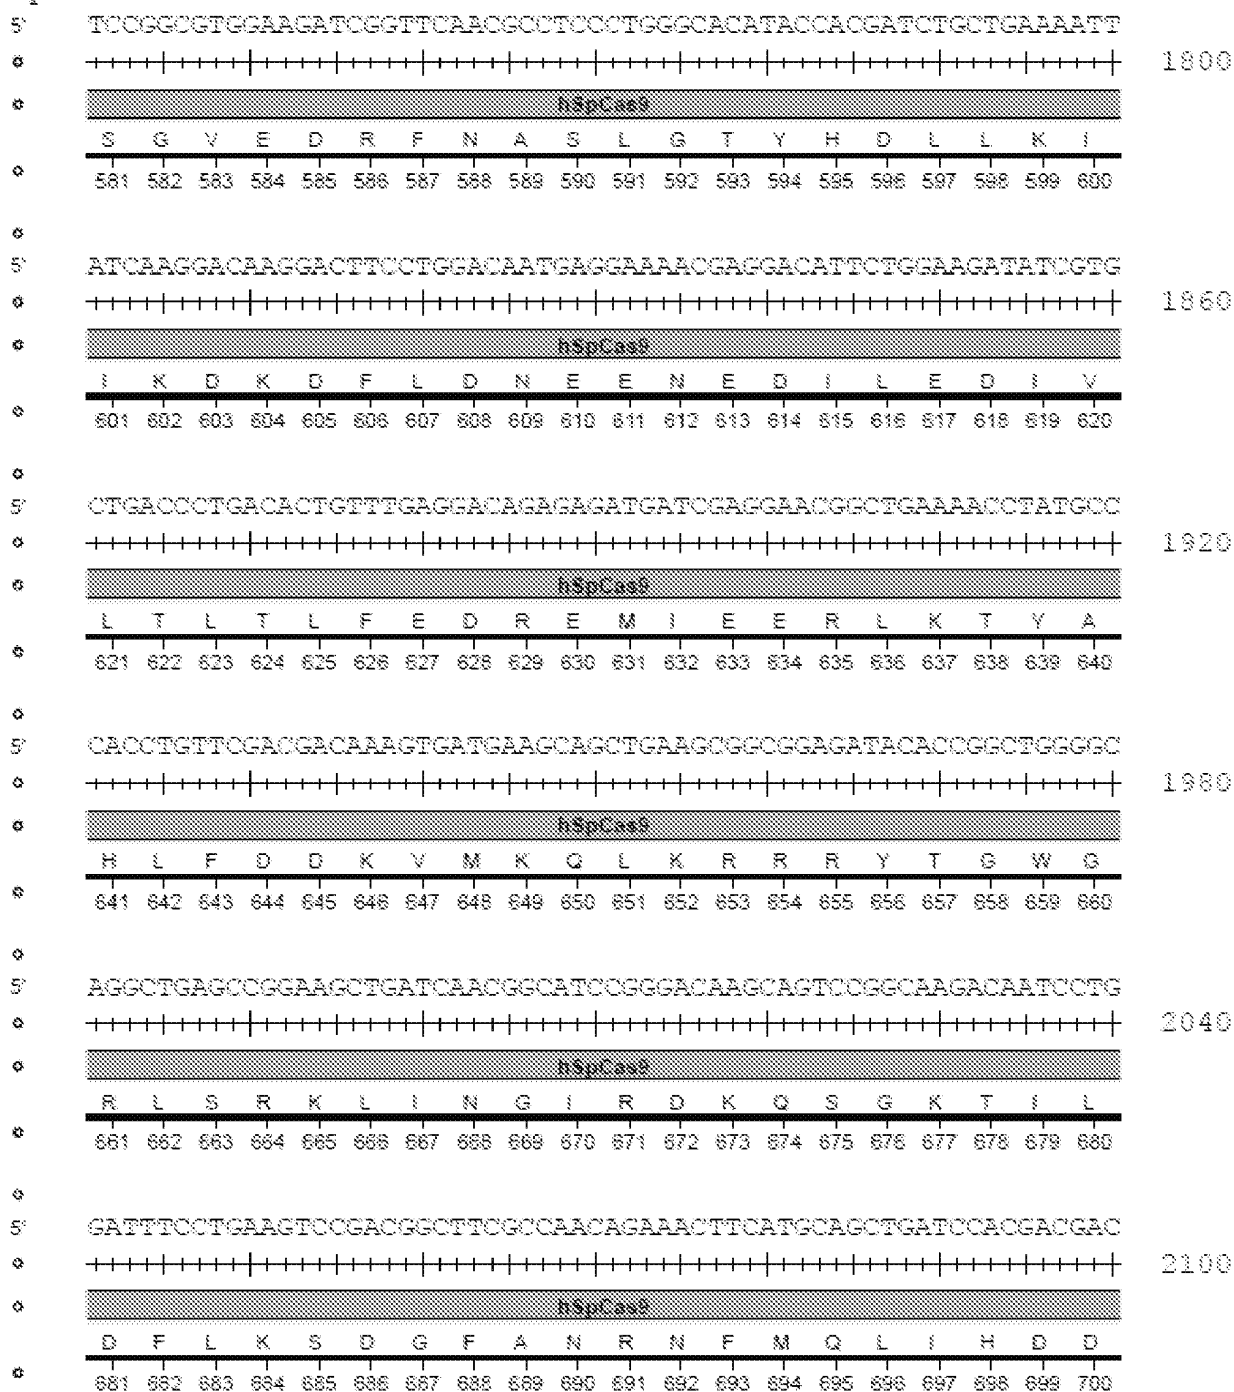 5' TCCGGCGTGGAAGATCGGTTCAACGCCTCCCTGGGCACATACCACGATCTGCTGAAAATT
1800
hSpCas9
S G V E D R F N A S L G T Y H D L L K I
581 582 583 584 585 586 587 588 589 590 591 592 593 594 595 596 597 598 599 600
5' ATCAAGGACAAGGACTTCCTGGACAATGAGGAAAACGAGGACATTCTGGAAGATATCGTG
1860
hSpCas9
I K D K D F L D N E E N E D I L E D I V
601 602 603 604 605 606 607 608 609 610 611 612 613 614 615 616 617 618 619 620
5' CTGACCCTGACACTGTTTGAGGACAGAGAGATGATCGAGGAACGGCTGAAAACCTATGCC
1920
hSpCas9
L T L T L F E D R E M I E E R L K T Y A
621 622 623 624 625 626 627 628 629 630 631 632 633 634 635 636 637 638 639 640
5' CACCTGTTCGACGACAAAGTGATGAAGCAGCTGAAGCGGCGGAGATACACCGGCTGGGGC
1980
hSpCas9
H L F D D K V M K Q L K R R R Y T G W G
641 642 643 644 645 646 647 648 649 650 651 652 653 654 655 656 657 658 659 660
5' AGGCTGAGCCGGAAGCTGATCAACGGCATCCGGGACAAGCAGTCCGGCAAGACAATCCTG
2040
hSpCas9
R L S R K L I N G I R D K Q S G K T I L
661 662 663 664 665 666 667 668 669 670 671 672 673 674 675 676 677 678 679 680
5' GATTTCCTGAAGTCCGACGGCTTCGCCAACAGAAACTTCATGCAGCTGATCCACGACGAC
2100
hSpCas9
D F L K S D G F A N R N F M Q L I H D D
681 682 683 684 685 686 687 688 689 690 691 692 693 694 695 696 697 698 699 700